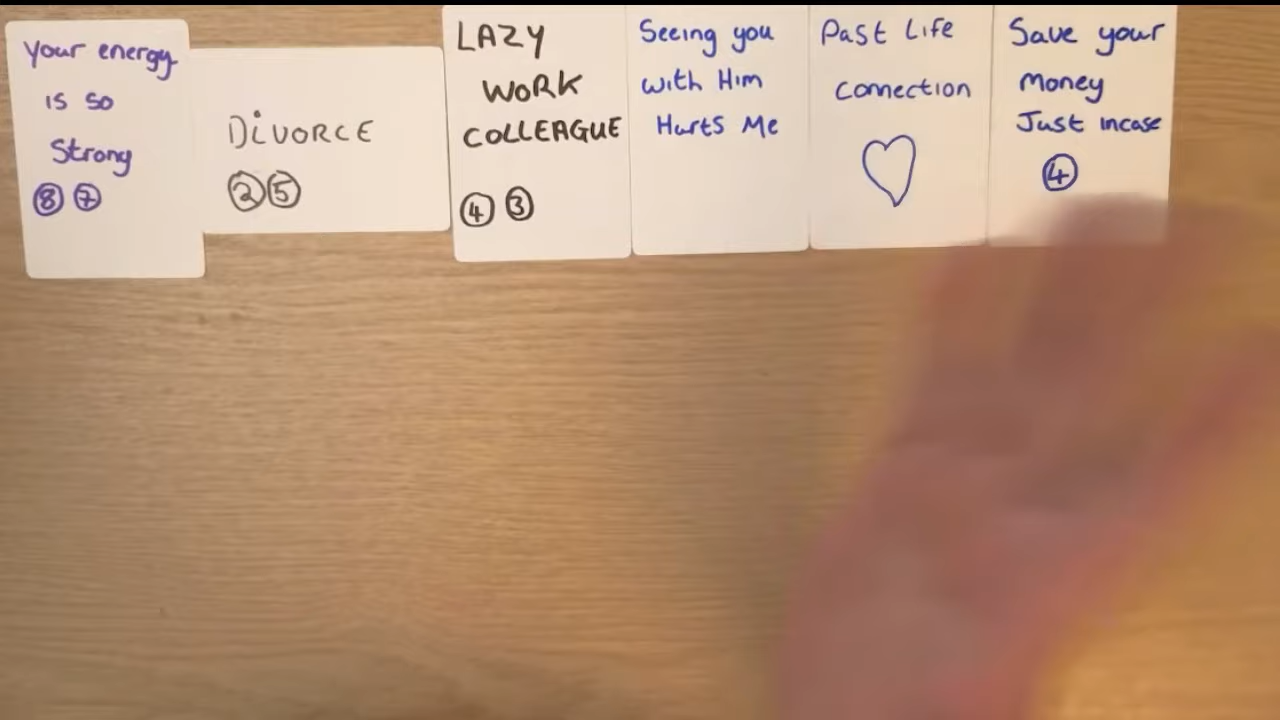 Your energy
is so
Strong
8 7
DiVORCE
2 5
LAZY
WORK
COLLEAGUE
4 3
Seeing you
with Him
Hurts Me
Past Life
Connection
Save your
Money
Just incase
4